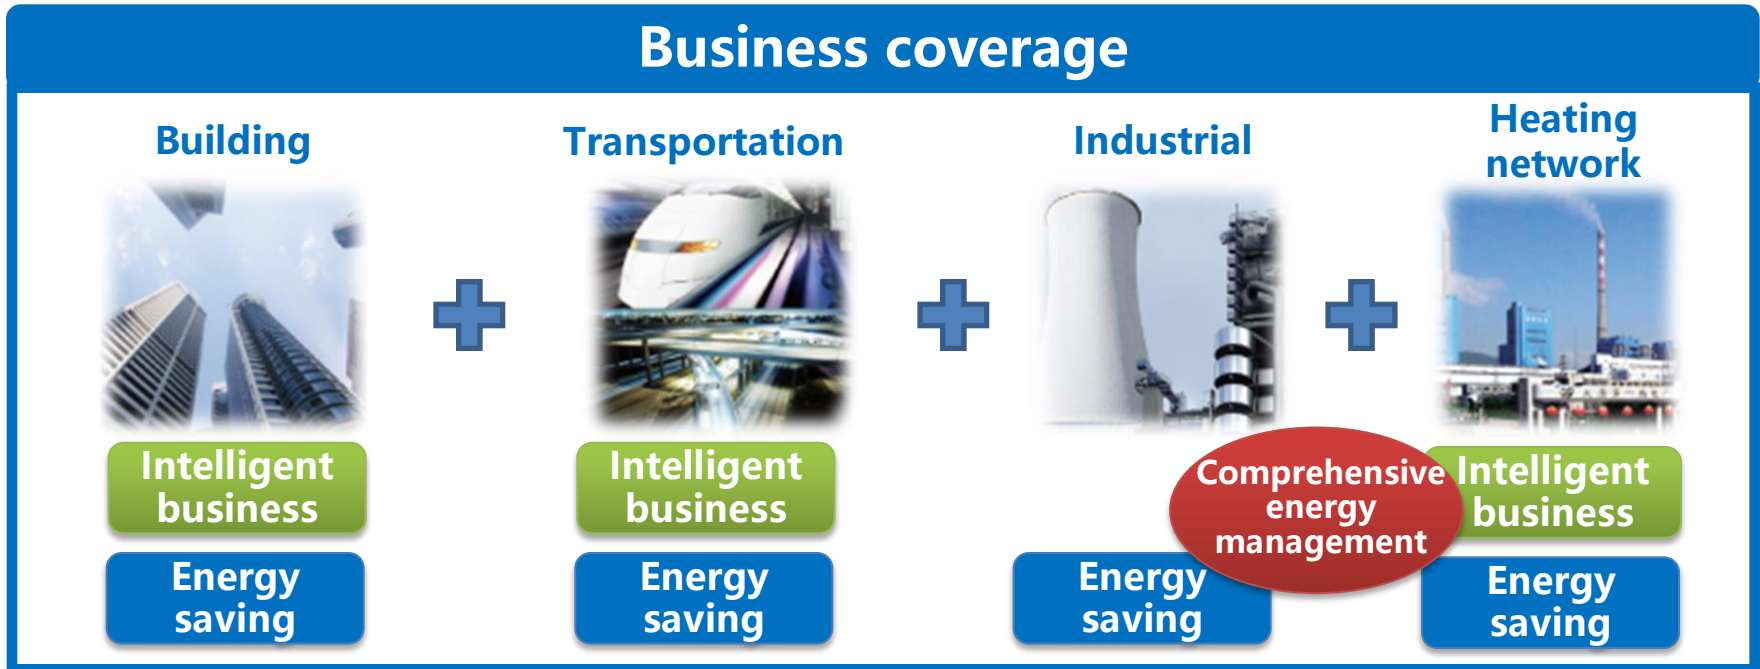 Business coverage
Building
Transportation
Industrial
Heating
network
Intelligent
business
Energy
saving
Intelligent
business
Energy
saving
Energy
saving
Comprehensive
energy
management
Intelligent
business
Energy
saving